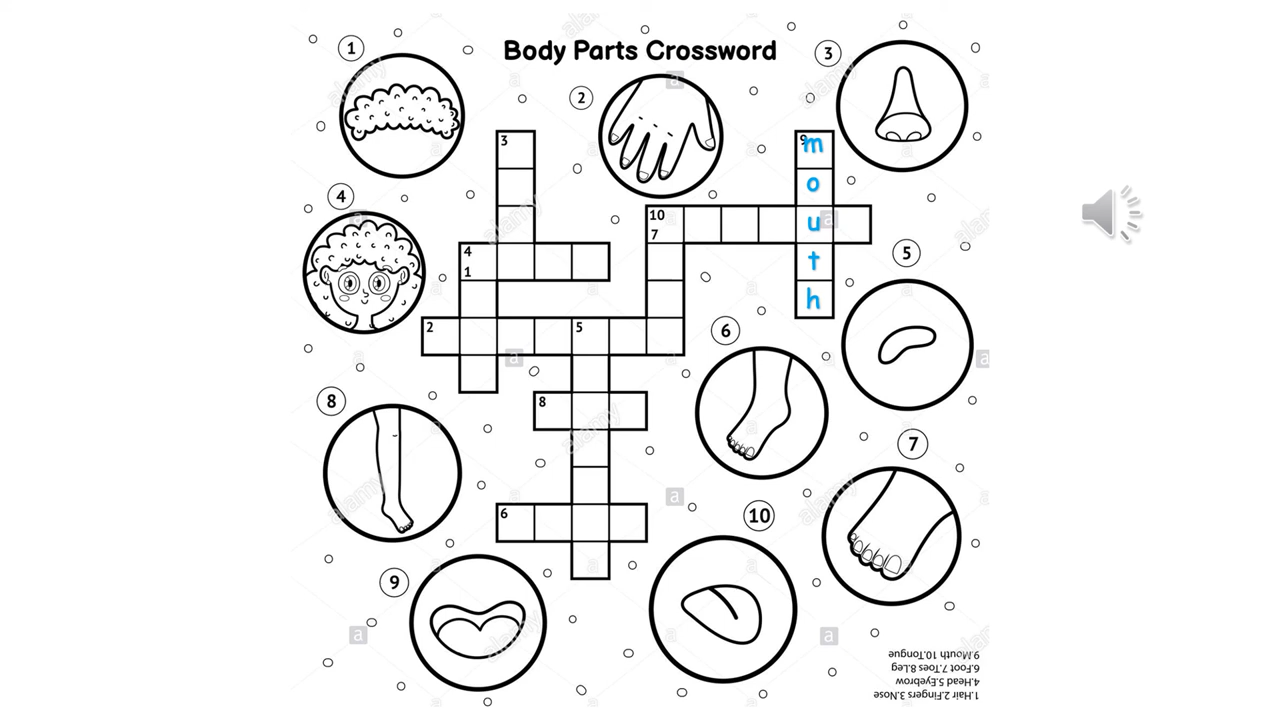 Body Parts Crossword
1
2
3
4
5
6
7
8
9
10
3
9
m
o
u
t
h
10
7
4
1
2
5
8
6
1.Hair 2.Fingers 3.Nose
4.Head 5.Eyebrow
6.Foot 7.Toes 8.Leg
9.Mouth 10.Tongue
alamy
a